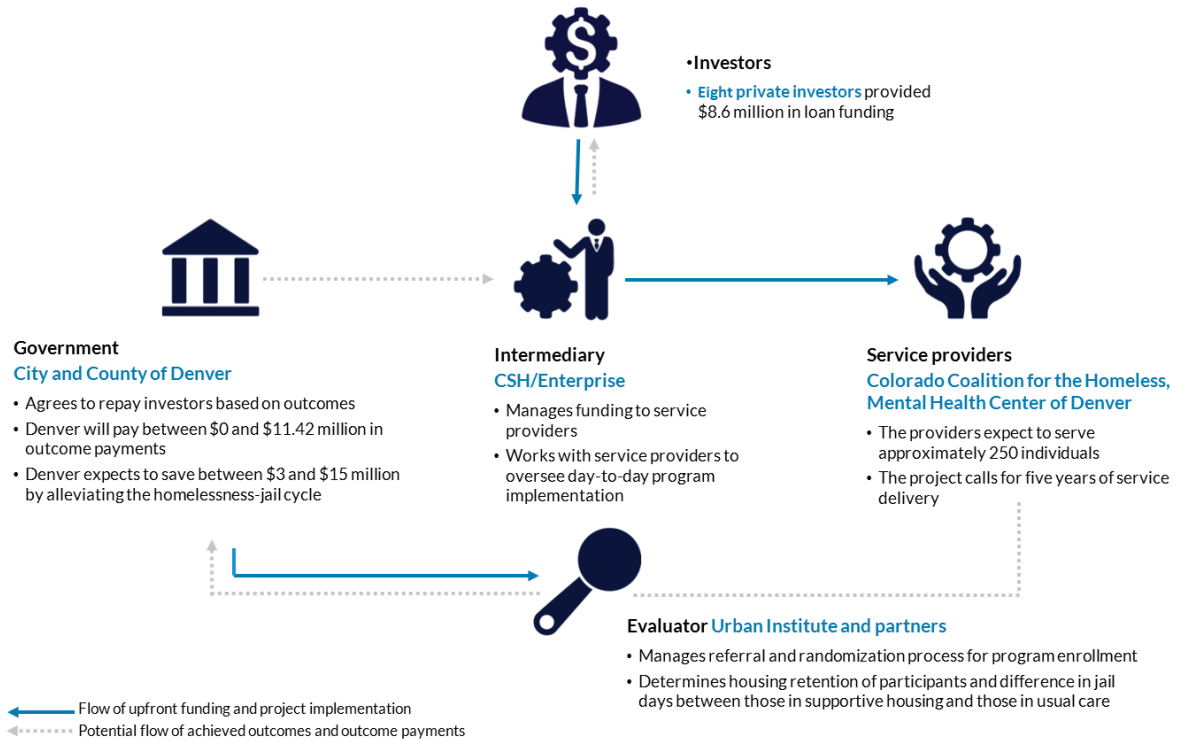 $
•Investors
• Eight private investors provided
$8.6 million in loan funding
Government
City and County of Denver
• Agrees to repay investors based on outcomes
• Denver will pay between $0 and $11.42 million in
outcome payments
• Denver expects to save between $3 and $15 million
by alleviating the homelessness-jail cycle
Intermediary
CSH/Enterprise
• Manages funding to service
providers
• Works with service providers to
oversee day-to-day program
implementation
Service providers
Colorado Coalition for the Homeless,
Mental Health Center of Denver
• The providers expect to serve
approximately 250 individuals
• The project calls for five years of service
delivery
Evaluator Urban Institute and partners
• Manages referral and randomization process for program enrollment
• Determines housing retention of participants and difference in jail
days between those in supportive housing and those in usual care
Flow of upfront funding and project implementation
Potential flow of achieved outcomes and outcome payments